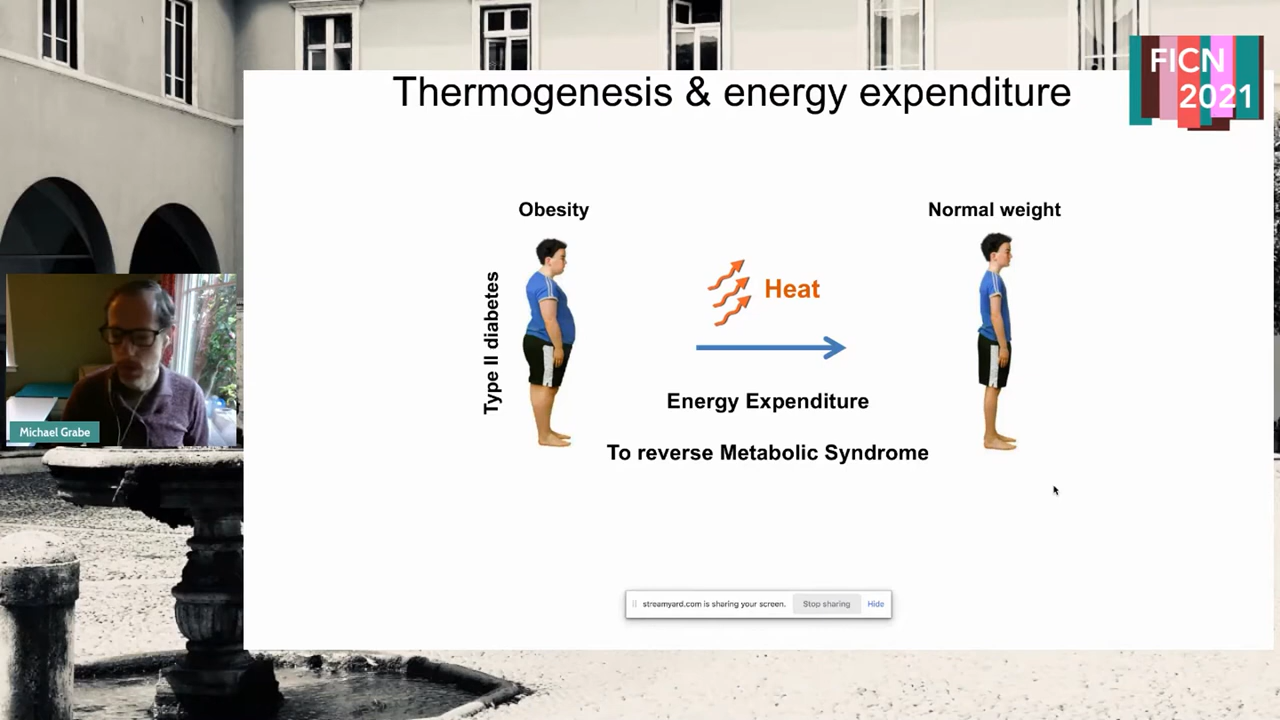 FICN
2021
Thermogenesis & energy expenditure
Obesity
Normal weight
Type II diabetes
Heat
Energy Expenditure
To reverse Metabolic Syndrome
Michael Grabe
streamyard.com is sharing your screen.
Stop sharing
Hide